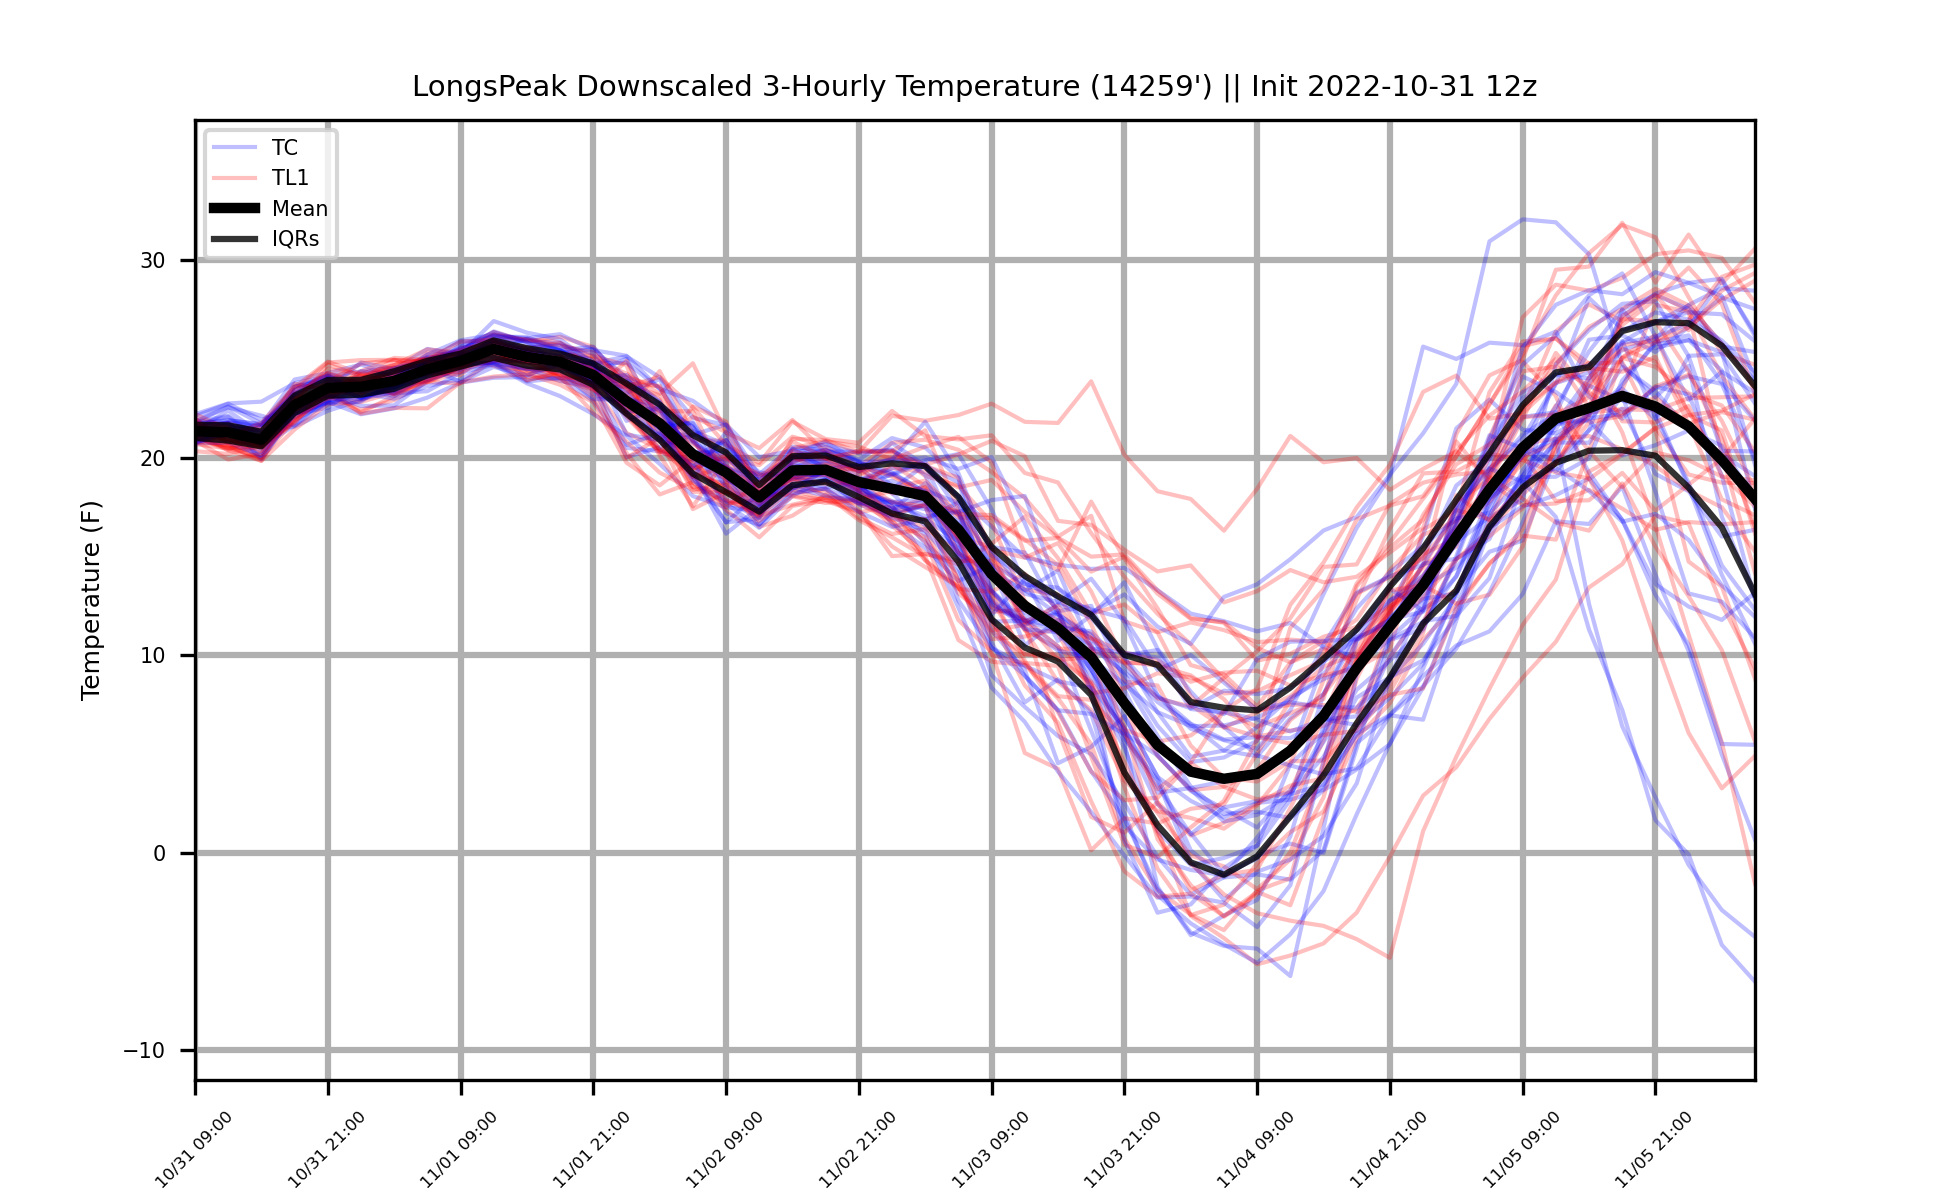 LongsPeak Downscaled 3-Hourly Temperature (14259') || Init 2022-10-31 12z
TC
TL1
Mean
IQRs
Temperature (F)
30
20
10
0
−10
10/31 09:00
10/31 21:00
11/01 09:00
11/01 21:00
11/02 09:00
11/02 21:00
11/03 09:00
11/03 21:00
11/04 09:00
11/04 21:00
11/05 09:00
11/05 21:00